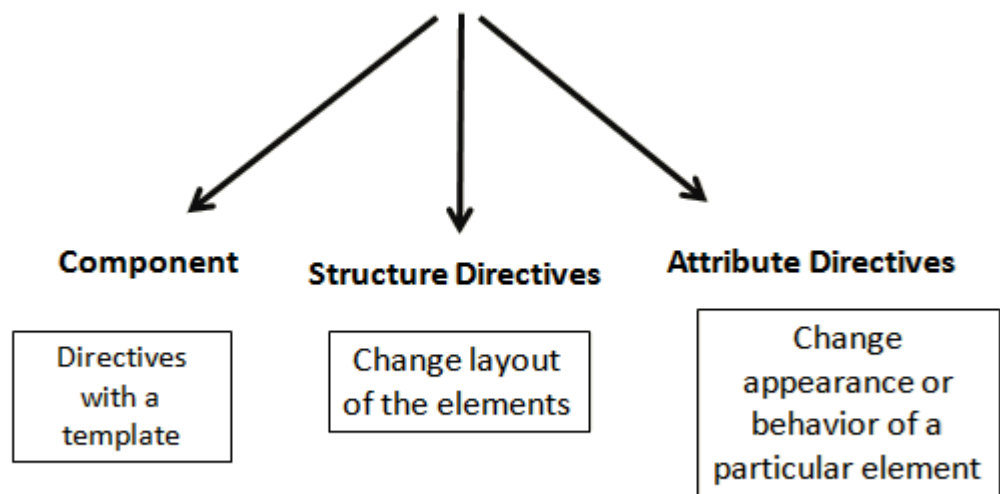 Component
Directives
with a
template
Structure Directives
Change layout
of the elements
Attribute Directives
Change
appearance or
behavior of a
particular element